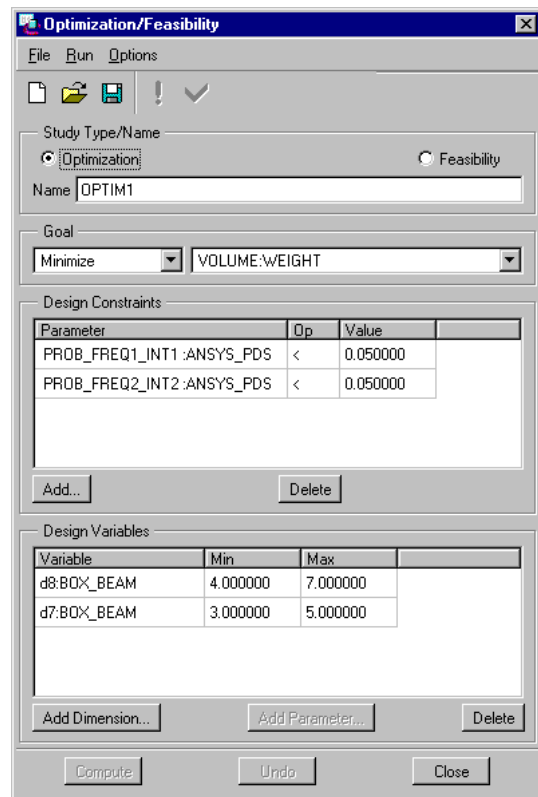 Optimization/Feasibility
File Run Options
Study Type/Name
Optimization Feasibility
Name OPTIM1
Goal
Minimize VOLUME:WEIGHT
Design Constraints
Parameter Op Value
PROB_FREQ1_INT1:ANSYS_PDS < 0.050000
PROB_FREQ2_INT2:ANSYS_PDS < 0.050000
Add... Delete
Design Variables
Variable Min Max
d8:BOX_BEAM 4.000000 7.000000
d7:BOX_BEAM 3.000000 5.000000
Add Dimension... Add Parameter... Delete
Compute Undo Close